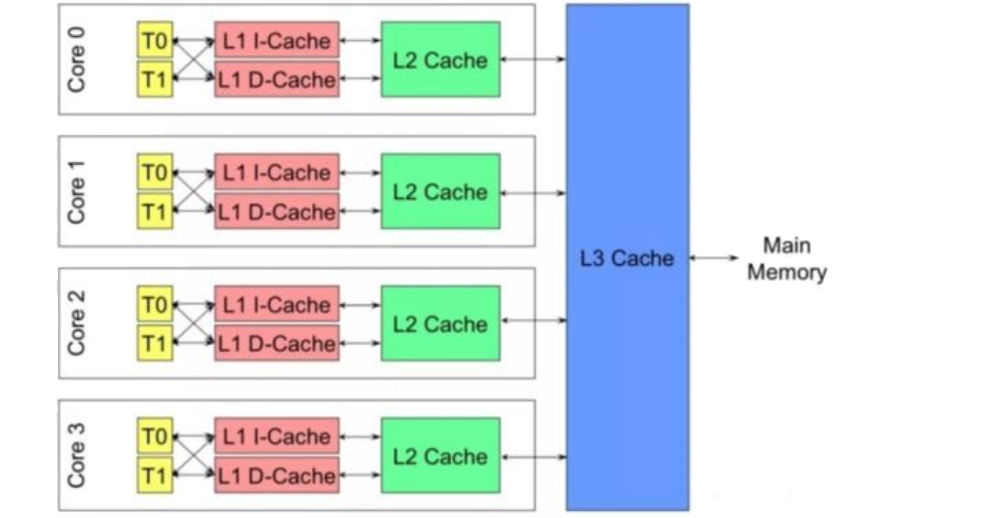 Core 0
T0
L1 I-Cache
T1
L1 D-Cache
L2 Cache
Core 1
T0
L1 I-Cache
T1
L1 D-Cache
L2 Cache
Core 2
T0
L1 I-Cache
T1
L1 D-Cache
L2 Cache
Core 3
T0
L1 I-Cache
T1
L1 D-Cache
L2 Cache
L3 Cache
Main
Memory